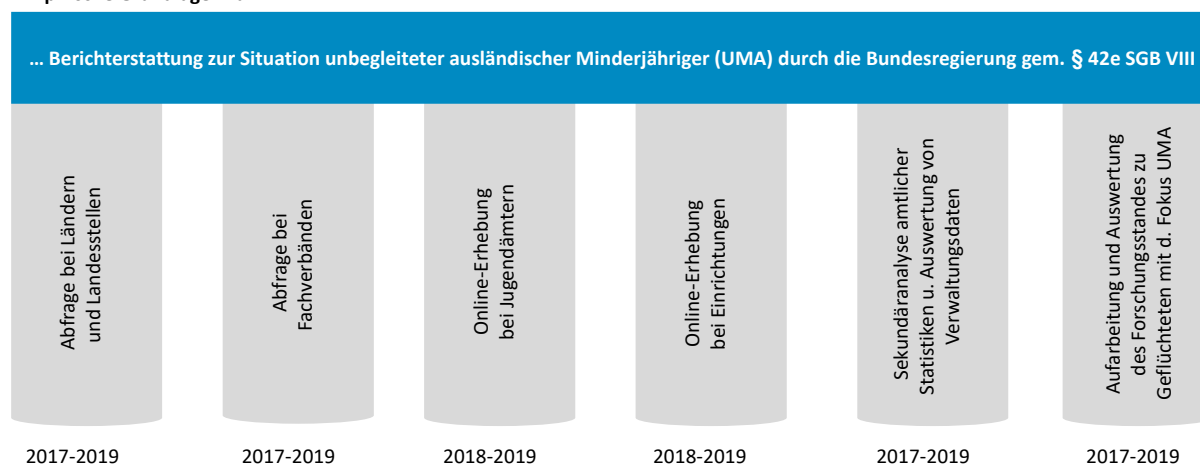 ... Berichterstattung zur Situation unbegleiteter ausländischer Minderjähriger (UMA) durch die Bundesregierung gem. § 42e SGB VIII
Abfrage bei Ländern
und Landesstellen
Abfrage bei
Fachverbänden
Online-Erhebung
bei Jugendämtern
Online-Erhebung
bei Einrichtungen
Sekundäranalyse amtlicher
Statistiken u. Auswertung von
Verwaltungsdaten
Aufarbeitung und Auswertung
des Forschungsstandes zu
Geflüchteten mit d. Fokus UMA
2017-2019
2017-2019
2018-2019
2018-2019
2017-2019
2017-2019